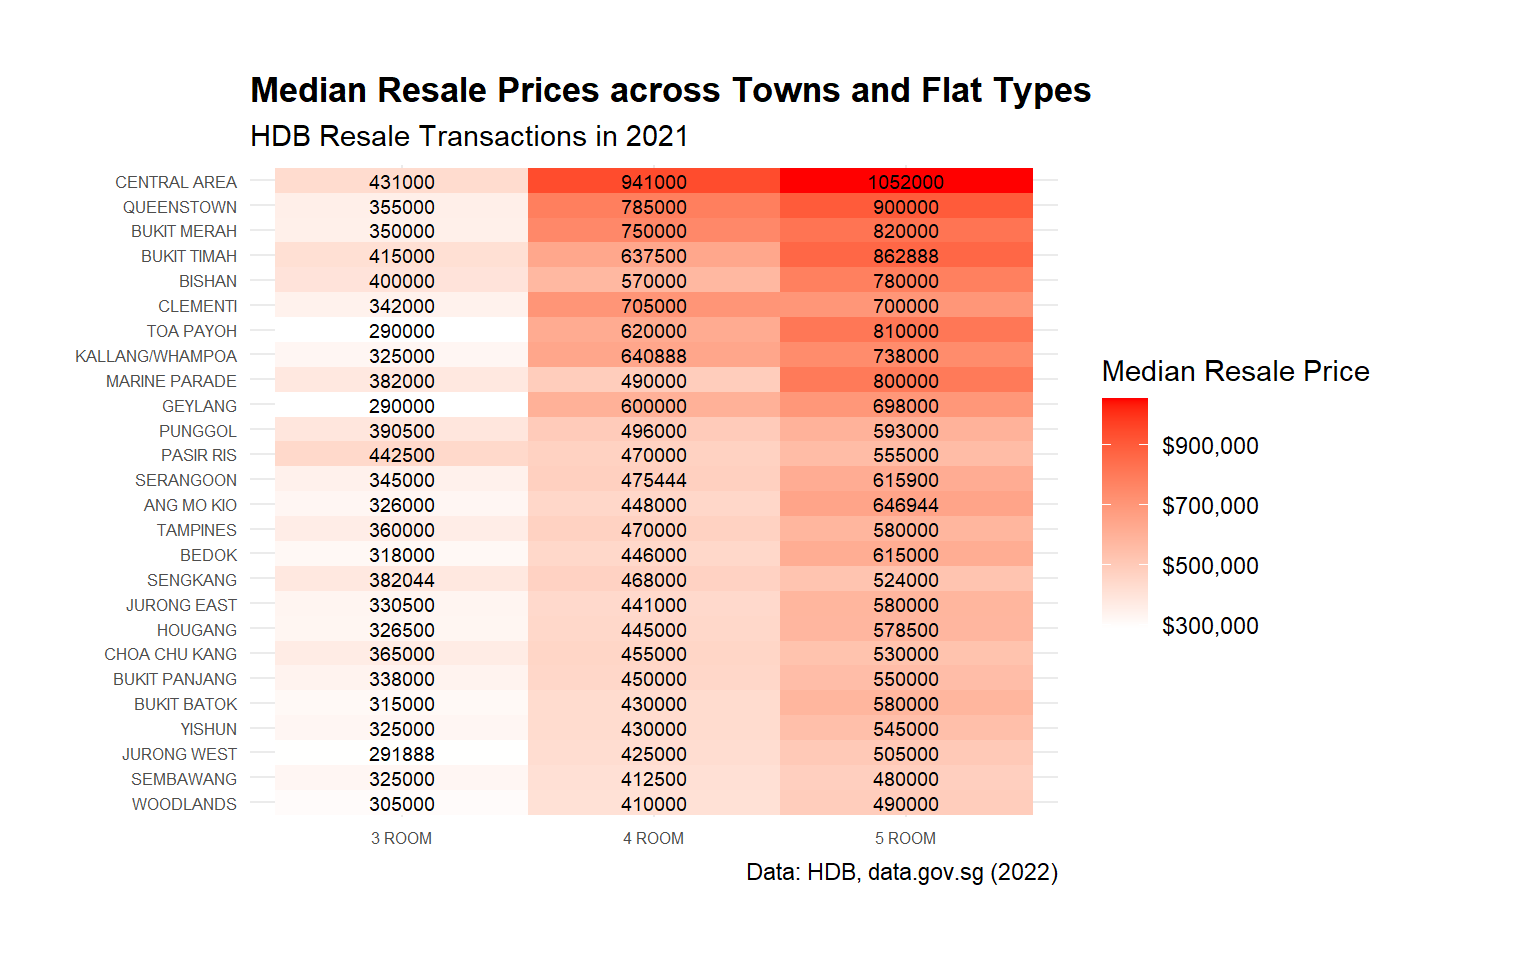 Median Resale Prices across Towns and Flat Types
HDB Resale Transactions in 2021
CENTRAL AREA 431000 941000 1052000
QUEENSTOWN 355000 785000 900000
BUKIT MERAH 350000 750000 820000
BUKIT TIMAH 415000 637500 862888
BISHAN 400000 570000 780000
CLEMENTI 342000 705000 700000
TOA PAYOH 290000 620000 810000
KALLANG/WHAMPOA 325000 640888 738000
MARINE PARADE 382000 490000 800000
GEYLANG 290000 600000 698000
PUNGGOL 390500 496000 593000
PASIR RIS 442500 470000 555000
SERANGOON 345000 475444 615900
ANG MO KIO 326000 448000 646944
TAMPINES 360000 470000 580000
BEDOK 318000 446000 615000
SENGKANG 382044 468000 524000
JURONG EAST 330500 441000 580000
HOUGANG 326500 445000 578500
CHOA CHU KANG 365000 455000 530000
BUKIT PANJANG 338000 450000 550000
BUKIT BATOK 315000 430000 580000
YISHUN 325000 430000 545000
JURONG WEST 291888 425000 505000
SEMBAWANG 325000 412500 480000
WOODLANDS 305000 410000 490000
3 ROOM 4 ROOM 5 ROOM
Data: HDB, data.gov.sg (2022)
Median Resale Price
$900,000
$700,000
$500,000
$300,000